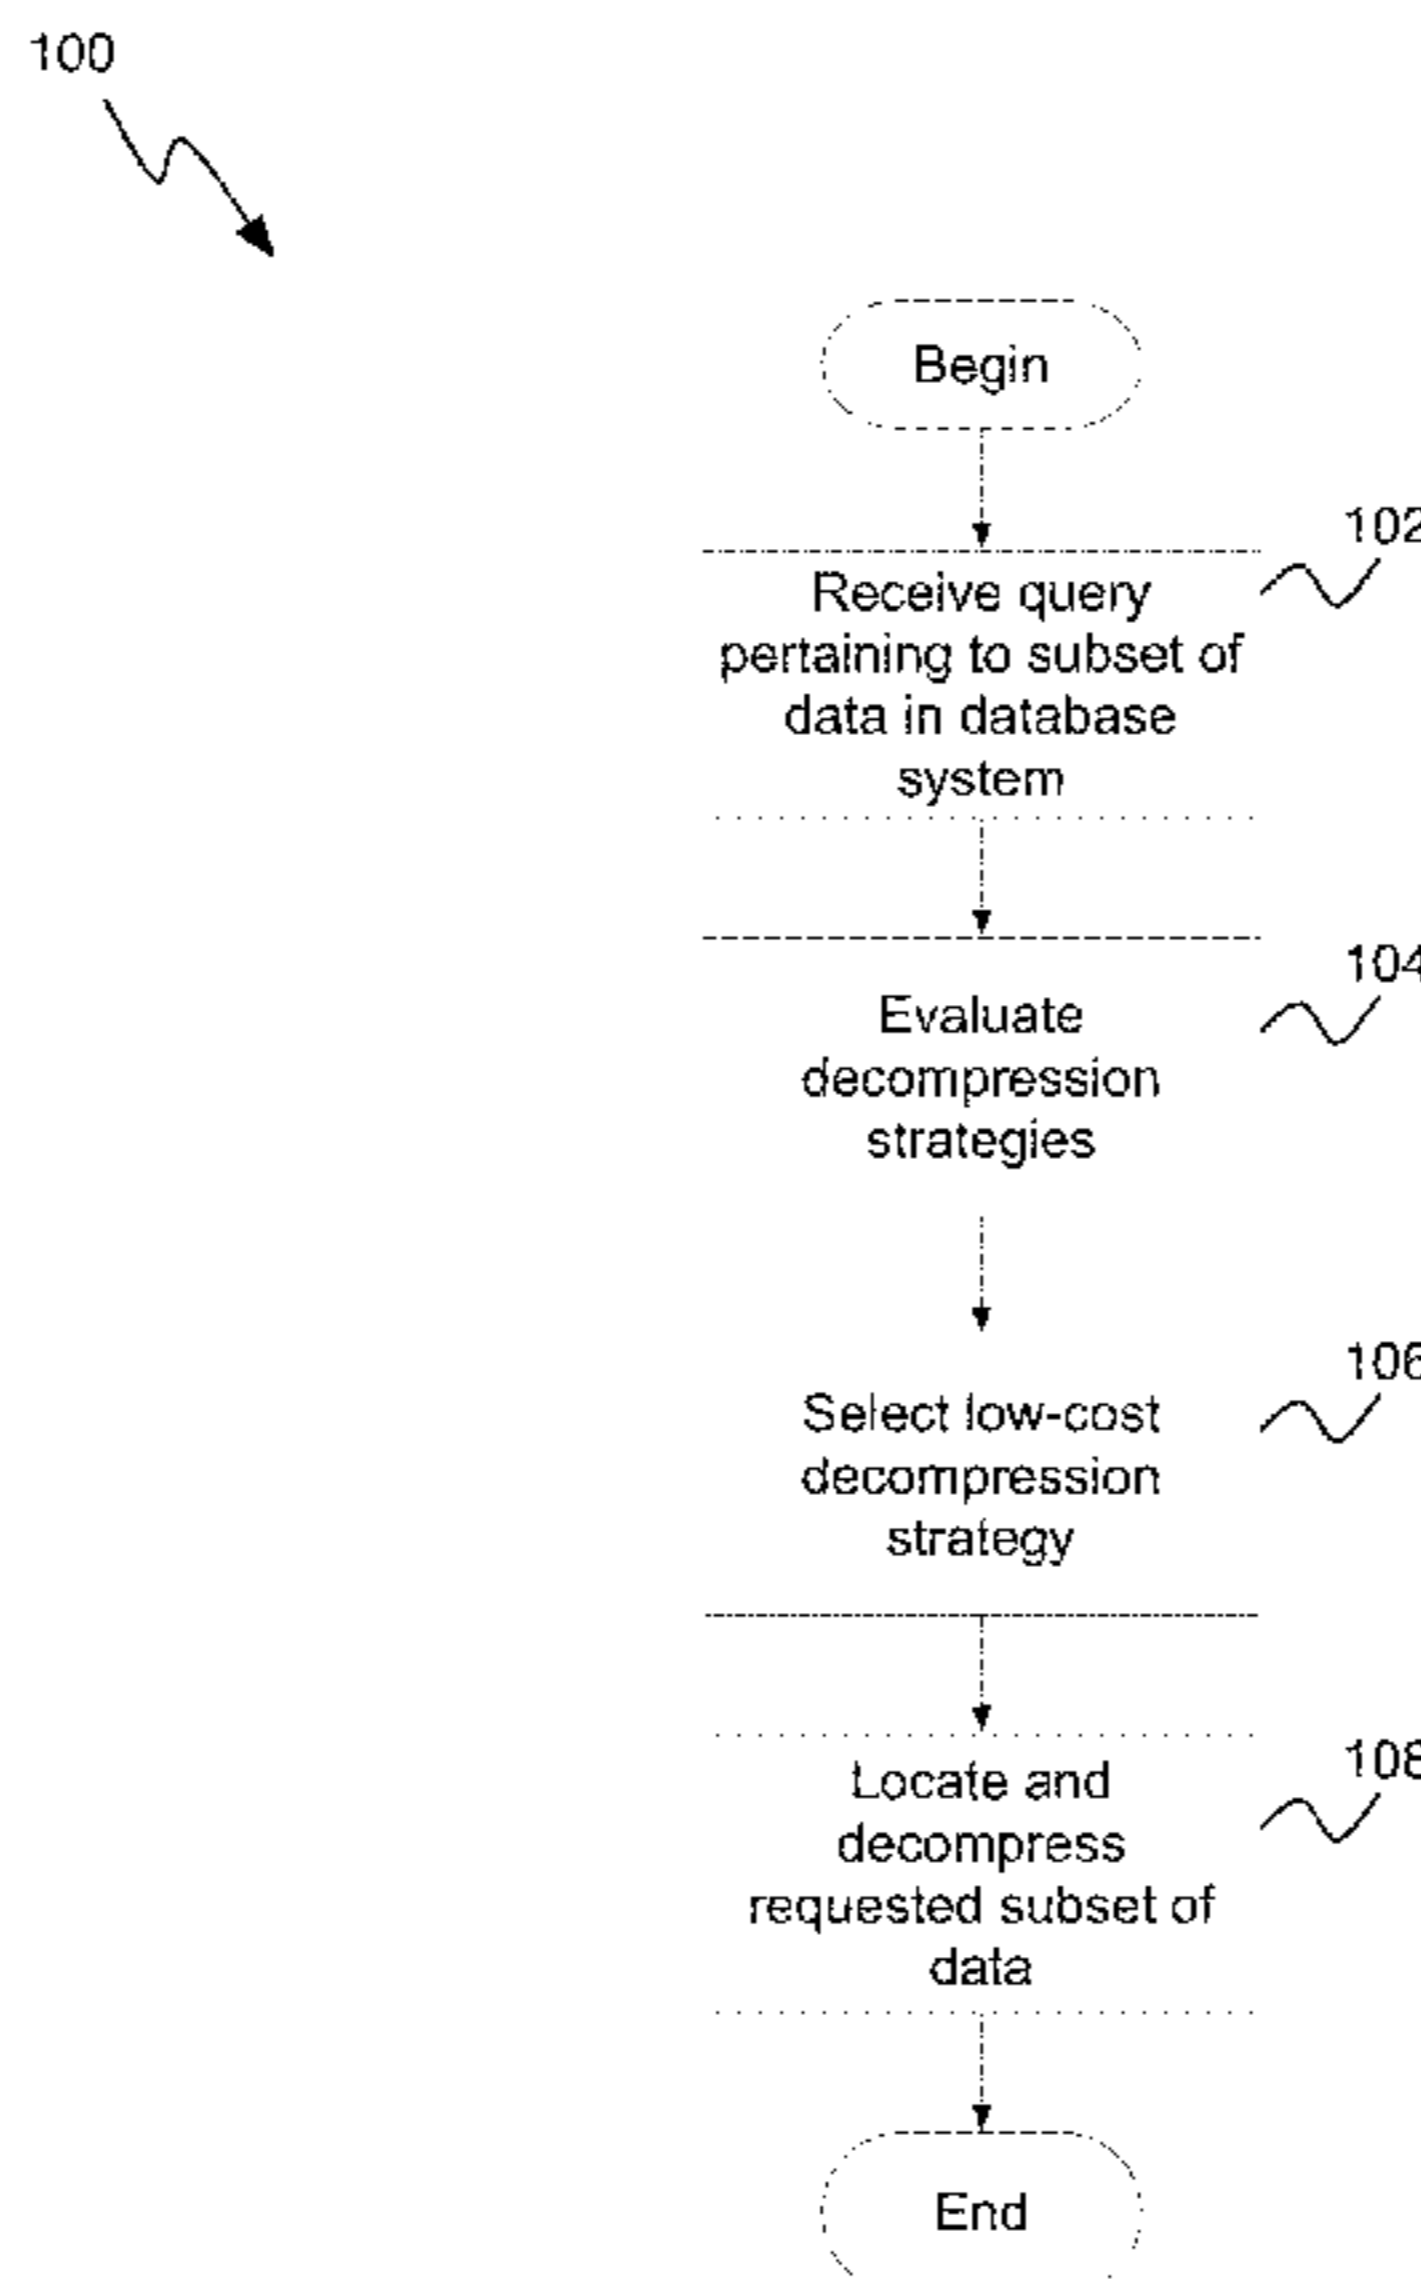 100
Begin
102
Receive query
pertaining to subset of
data in database
system
104
Evaluate
decompression
strategies
106
Select low-cost
decompression
strategy
108
Locate and
decompress
requested subset of
data
End